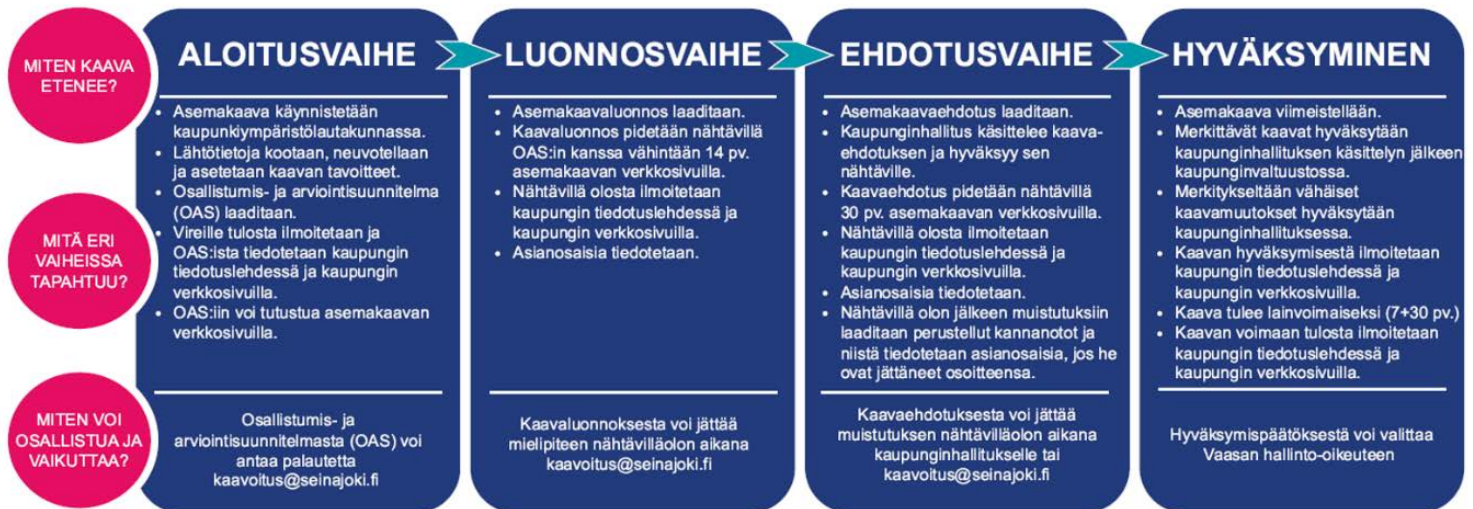 MITEN KAAVA
ETENEE?
MITÄ ERI
VAIHEISSA
TAPAHTUU?
MITEN VOI
OSALLISTUA JA
VAIKUTTAA?
ALOITUSVAIHE
• Asemakaava käynnistetään
kaupunkiympäristölautakunnassa.
• Lähtötietoja kootaan, neuvotellaan
ja asetetaan kaavan tavoitteet.
• Osallistumis- ja arviointisuunnitelma
(OAS) laaditaan.
• Vireille tulosta ilmoitetaan ja
OAS:ista tiedotetaan kaupungin
tiedotuslehdessä ja kaupungin
verkkosivuilla.
• OAS:iin voi tutustua asemakaavan
verkkosivuilla.
Osallistumis- ja
arviointisuunnitelmasta (OAS) voi
antaa palautetta
kaavoitus@seinajoki.fi
LUONNOSVAIHE
• Asemakaavaluonnos laaditaan.
• Kaavaluonnos pidetään nähtävillä
OAS:in kanssa vähintään 14 pv.
asemakaavan verkkosivuilla.
• Nähtävillä olosta ilmoitetaan
kaupungin tiedotuslehdessä ja
kaupungin verkkosivuilla.
• Asianosaisia tiedotetaan.
Kaavaluonnoksesta voi jättää
mielipiteen nähtävilläolon aikana
kaavoitus@seinajoki.fi
EHDOTUSVAIHE
• Asemakaavaehdotus laaditaan.
• Kaupunginhallitus käsittelee kaava-
ehdotuksen ja hyväksyy sen
nähtäville.
• Kaavaehdotus pidetään nähtävillä
30 pv. asemakaavan verkkosivuilla.
• Nähtävillä olosta ilmoitetaan
kaupungin tiedotuslehdessä ja
kaupungin verkkosivuilla.
• Asianosaisia tiedotetaan.
• Nähtävillä olon jälkeen muistutuksiin
laaditaan perustellut kannanotot ja
niistä tiedotetaan asianosaisia, jos he
ovat jättäneet osoitteensa.
Kaavaehdotuksesta voi jättää
muistutuksen nähtävilläolon aikana
kaupunginhallitukselle tai
kaavoitus@seinajoki.fi
HYVÄKSYMINEN
• Asemakaava viimeistellään.
• Merkittävät kaavat hyväksytään
kaupunginhallituksen käsittelyn jälkeen
kaupunginvaltuustossa.
• Merkitykseltään vähäiset
kaavamuutokset hyväksytään
kaupunginhallituksessa.
• Kaavan hyväksymisestä ilmoitetaan
kaupungin tiedotuslehdessä ja
kaupungin verkkosivuilla.
• Kaava tulee lainvoimaiseksi (7+30 pv.)
• Kaavan voimaan tulosta ilmoitetaan
kaupungin tiedotuslehdessä ja
kaupungin verkkosivuilla.
Hyväksymispäätöksestä voi valittaa
Vaasan hallinto-oikeuteen